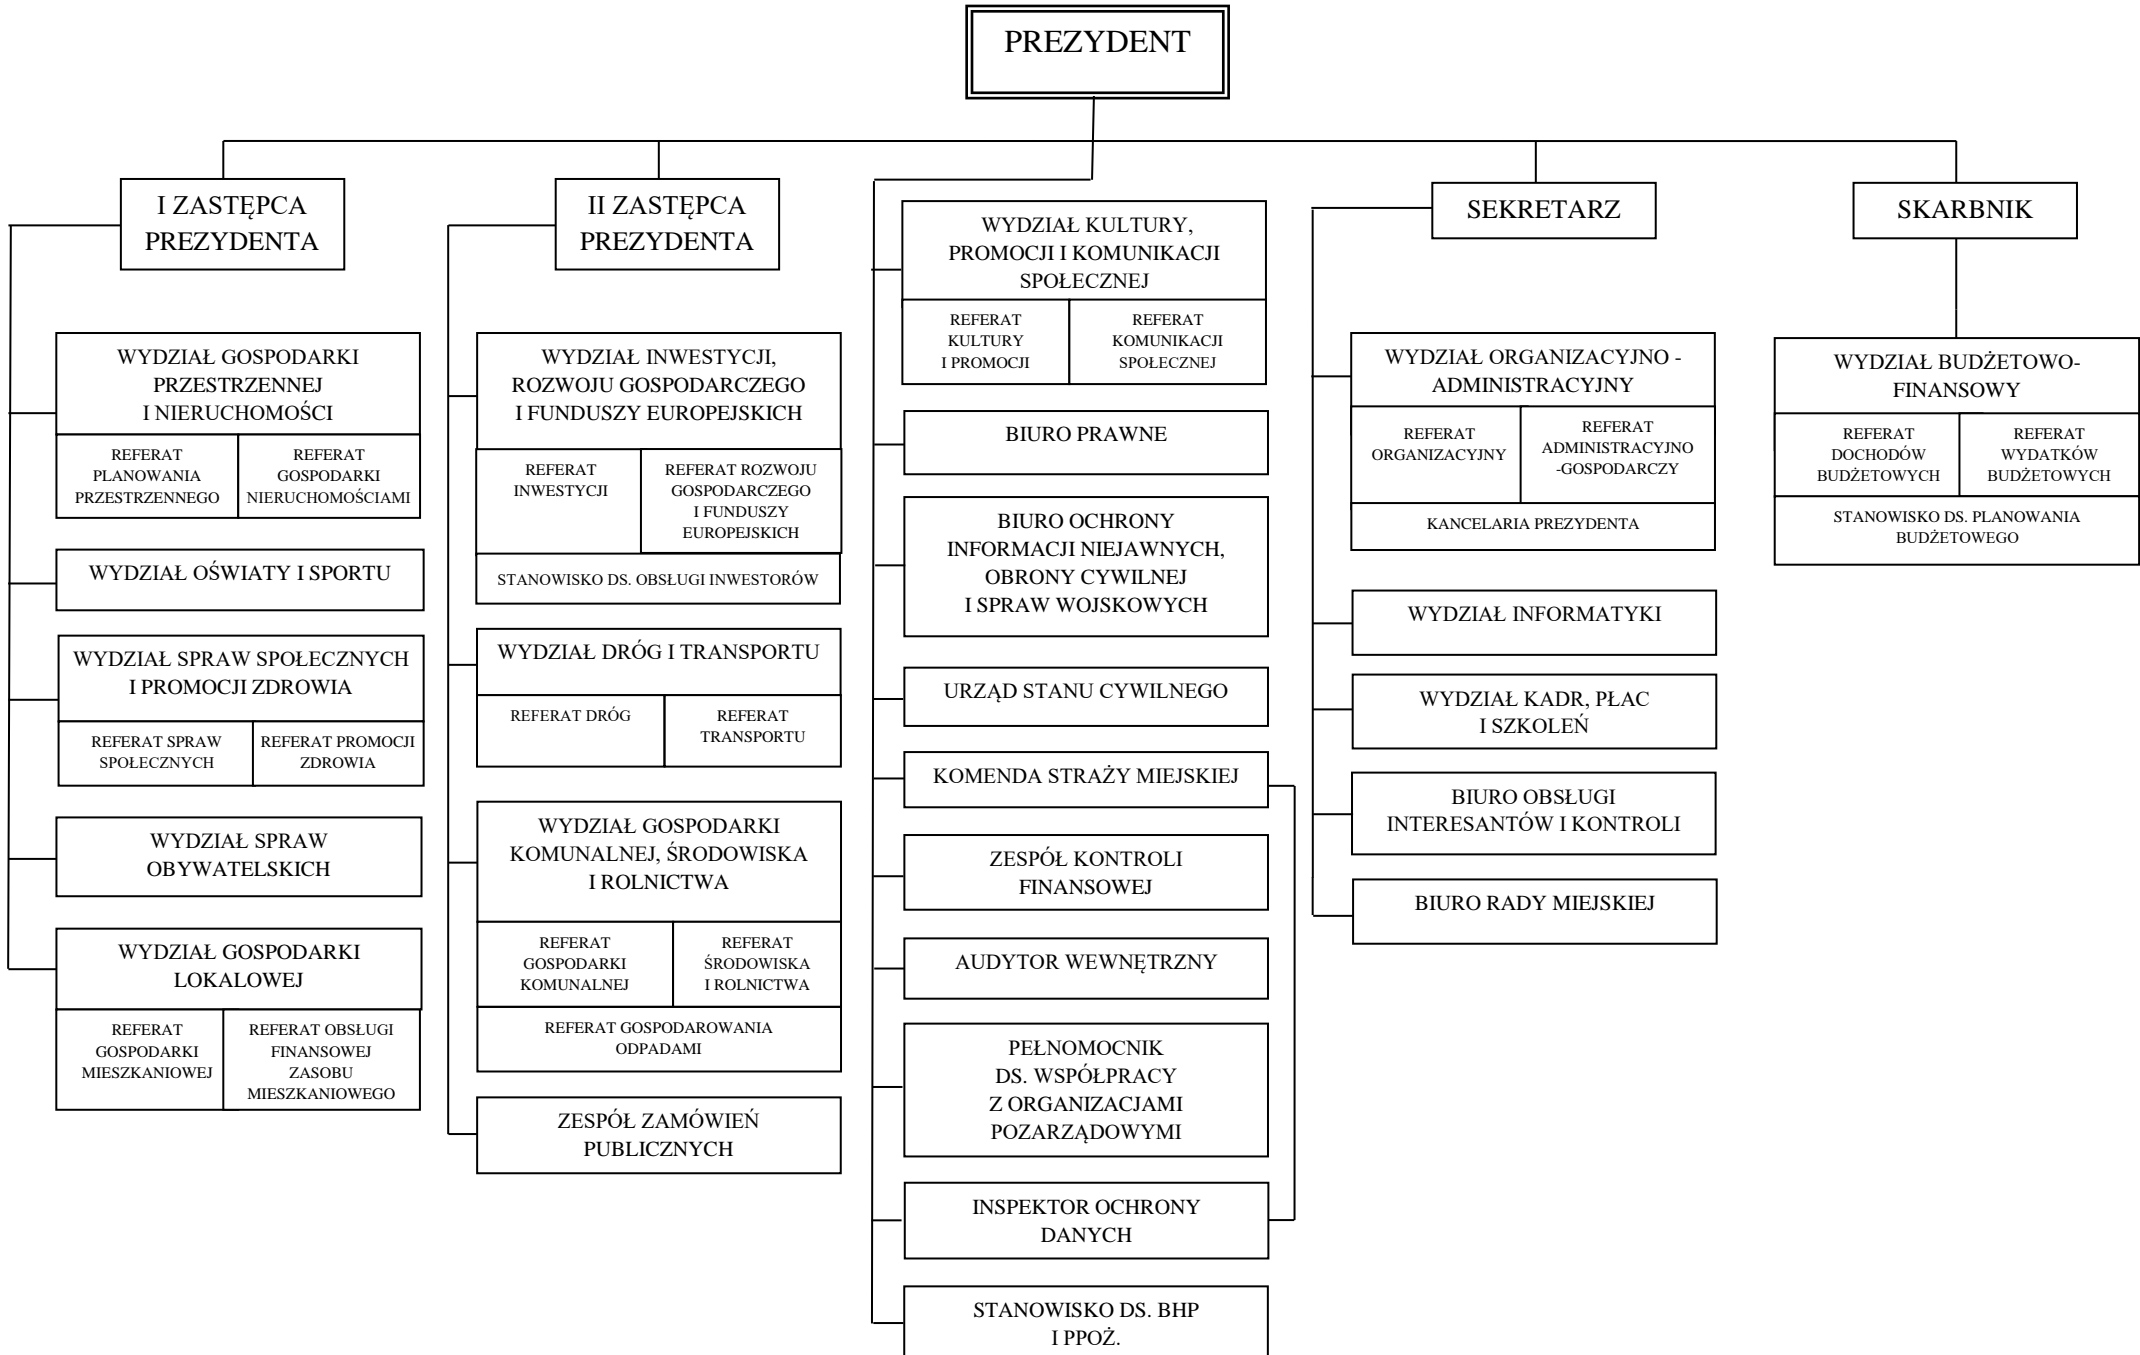 PREZYDENT
I ZASTĘPCA
PREZYDENTA
WYDZIAŁ GOSPODARKI
PRZESTRZENNEJ
I NIERUCHOMOŚCI
REFERAT
PLANOWANIA
PRZESTRZENNEGO
REFERAT
GOSPODARKI
NIERUCHOMOŚCIAMI
WYDZIAŁ OŚWIATY I SPORTU
WYDZIAŁ SPRAW SPOŁECZNYCH
I PROMOCJI ZDROWIA
REFERAT SPRAW
SPOŁECZNYCH
REFERAT PROMOCJI
ZDROWIA
WYDZIAŁ SPRAW
OBYWATELSKICH
WYDZIAŁ GOSPODARKI
LOKALOWEJ
REFERAT
GOSPODARKI
MIESZKANIOWEJ
REFERAT OBSŁUGI
FINANSOWEJ
ZASOBU
MIESZKANIOWEGO
II ZASTĘPCA
PREZYDENTA
WYDZIAŁ INWESTYCJI,
ROZWOJU GOSPODARCZEGO
I FUNDUSZY EUROPEJSKICH
REFERAT
INWESTYCJI
REFERAT ROZWOJU
GOSPODARCZEGO
I FUNDUSZY
EUROPEJSKICH
STANOWISKO DS. OBSŁUGI INWESTORÓW
WYDZIAŁ DRÓG I TRANSPORTU
REFERAT DRÓG
REFERAT
TRANSPORTU
WYDZIAŁ GOSPODARKI
KOMUNALNEJ, ŚRODOWISKA
I ROLNICTWA
REFERAT
GOSPODARKI
KOMUNALNEJ
REFERAT
ŚRODOWISKA
I ROLNICTWA
REFERAT GOSPODAROWANIA
ODPADAMI
ZESPÓŁ ZAMÓWIEŃ
PUBLICZNYCH
WYDZIAŁ KULTURY,
PROMOCJI I KOMUNIKACJI
SPOŁECZNEJ
REFERAT
KULTURY
I PROMOCJI
REFERAT
KOMUNIKACJI
SPOŁECZNEJ
BIURO PRAWNE
BIURO OCHRONY
INFORMACJI NIEJAWNYCH,
OBRONY CYWILNEJ
I SPRAW WOJSKOWYCH
URZĄD STANU CYWILNEGO
KOMENDA STRAŻY MIEJSKIEJ
ZESPÓŁ KONTROLI
FINANSOWEJ
AUDYTOR WEWNĘTRZNY
PEŁNOMOCNIK
DS. WSPÓŁPRACY
Z ORGANIZACJAMI
POZARZĄDOWYMI
INSPEKTOR OCHRONY
DANYCH
STANOWISKO DS. BHP
I PPOŻ.
SEKRETARZ
WYDZIAŁ ORGANIZACYJNO -
ADMINISTRACYJNY
REFERAT
ORGANIZACYJNY
REFERAT
ADMINISTRACYJNO
-GOSPODARCZY
KANCELARIA PREZYDENTA
WYDZIAŁ INFORMATYKI
WYDZIAŁ KADR, PŁAC
I SZKOLEŃ
BIURO OBSŁUGI
INTERESANTÓW I KONTROLI
BIURO RADY MIEJSKIEJ
SKARBNIK
WYDZIAŁ BUDŻETOWO-
FINANSOWY
REFERAT
DOCHODÓW
BUDŻETOWYCH
REFERAT
WYDATKÓW
BUDŻETOWYCH
STANOWISKO DS. PLANOWANIA
BUDŻETOWEGO